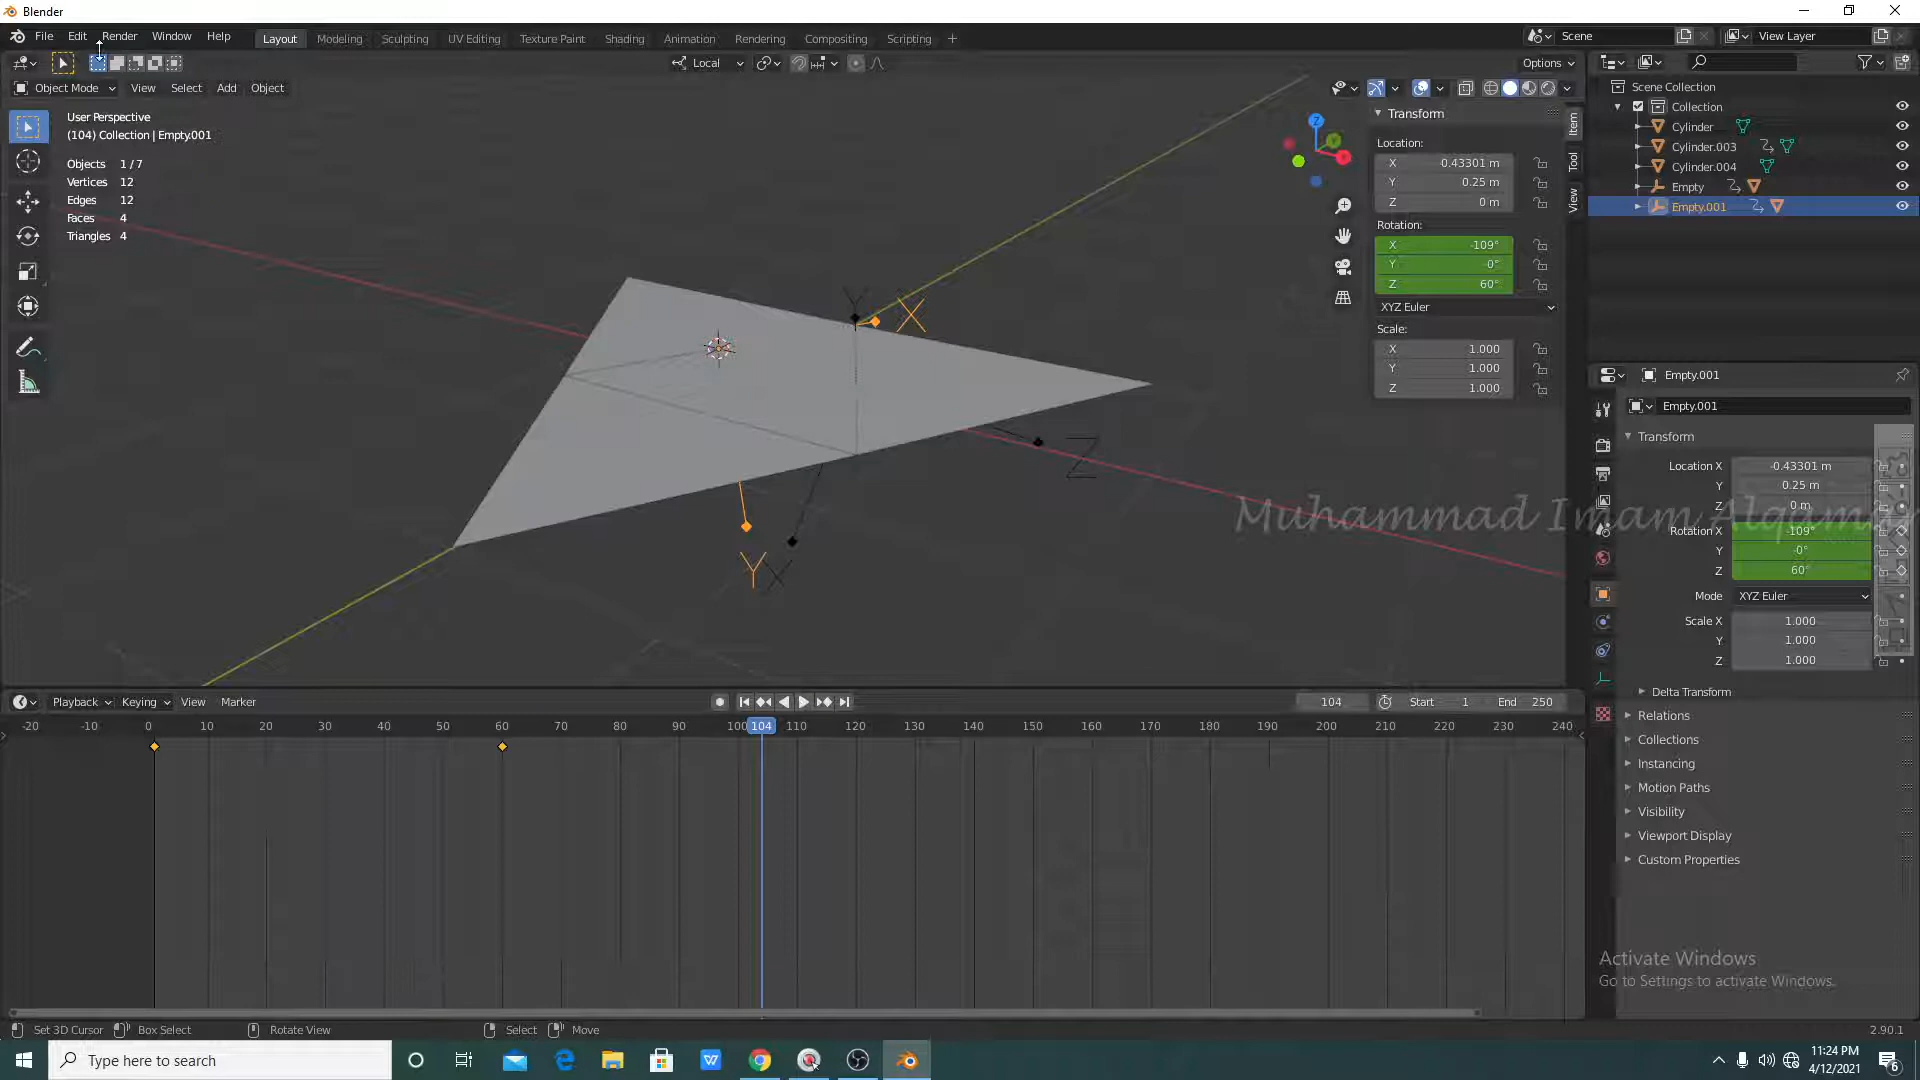 Blender
File Edit Render Window Help
Layout Modeling Sculpting UV Editing Texture Paint Shading Animation Rendering Compositing Scripting
Scene
View Layer
Local
Options
Object Mode View Select Add Object
User Perspective
(104) Collection | Empty.001
Objects 1/7
Vertices 12
Edges 12
Faces 4
Triangles 4
Transform
Location:
X -0.43301 m
Y 0.25 m
Z 0 m
Rotation:
X -109°
Y -0°
Z 60°
XYZ Euler
Scale:
X 1.000
Y 1.000
Z 1.000
Item
Tool
View
Z
Y
X
Z
Y
X
Scene Collection
Collection
Cylinder
Cylinder.003
Cylinder.004
Empty
Empty.001
Empty.001
Empty.001
Transform
Location X -0.43301 m
Y 0.25 m
Z 0 m
Rotation X -109°
Y -0°
Z 60°
Mode XYZ Euler
Scale X 1.000
Y 1.000
Z 1.000
Delta Transform
Relations
Collections
Instancing
Motion Paths
Visibility
Viewport Display
Custom Properties
Muhammad Imam
Playback Keying View Marker
104 Start 1 End 250
-20 -10 0 10 20 30 40 50 60 70 80 90 100 104 110 120 130 140 150 160 170 180 190 200 210 220 230 240
Activate Windows
Go to Settings to activate Windows.
Set 3D Cursor Box Select Rotate View Select Move
2.90.1
Type here to search
11:24 PM
4/12/2021
6